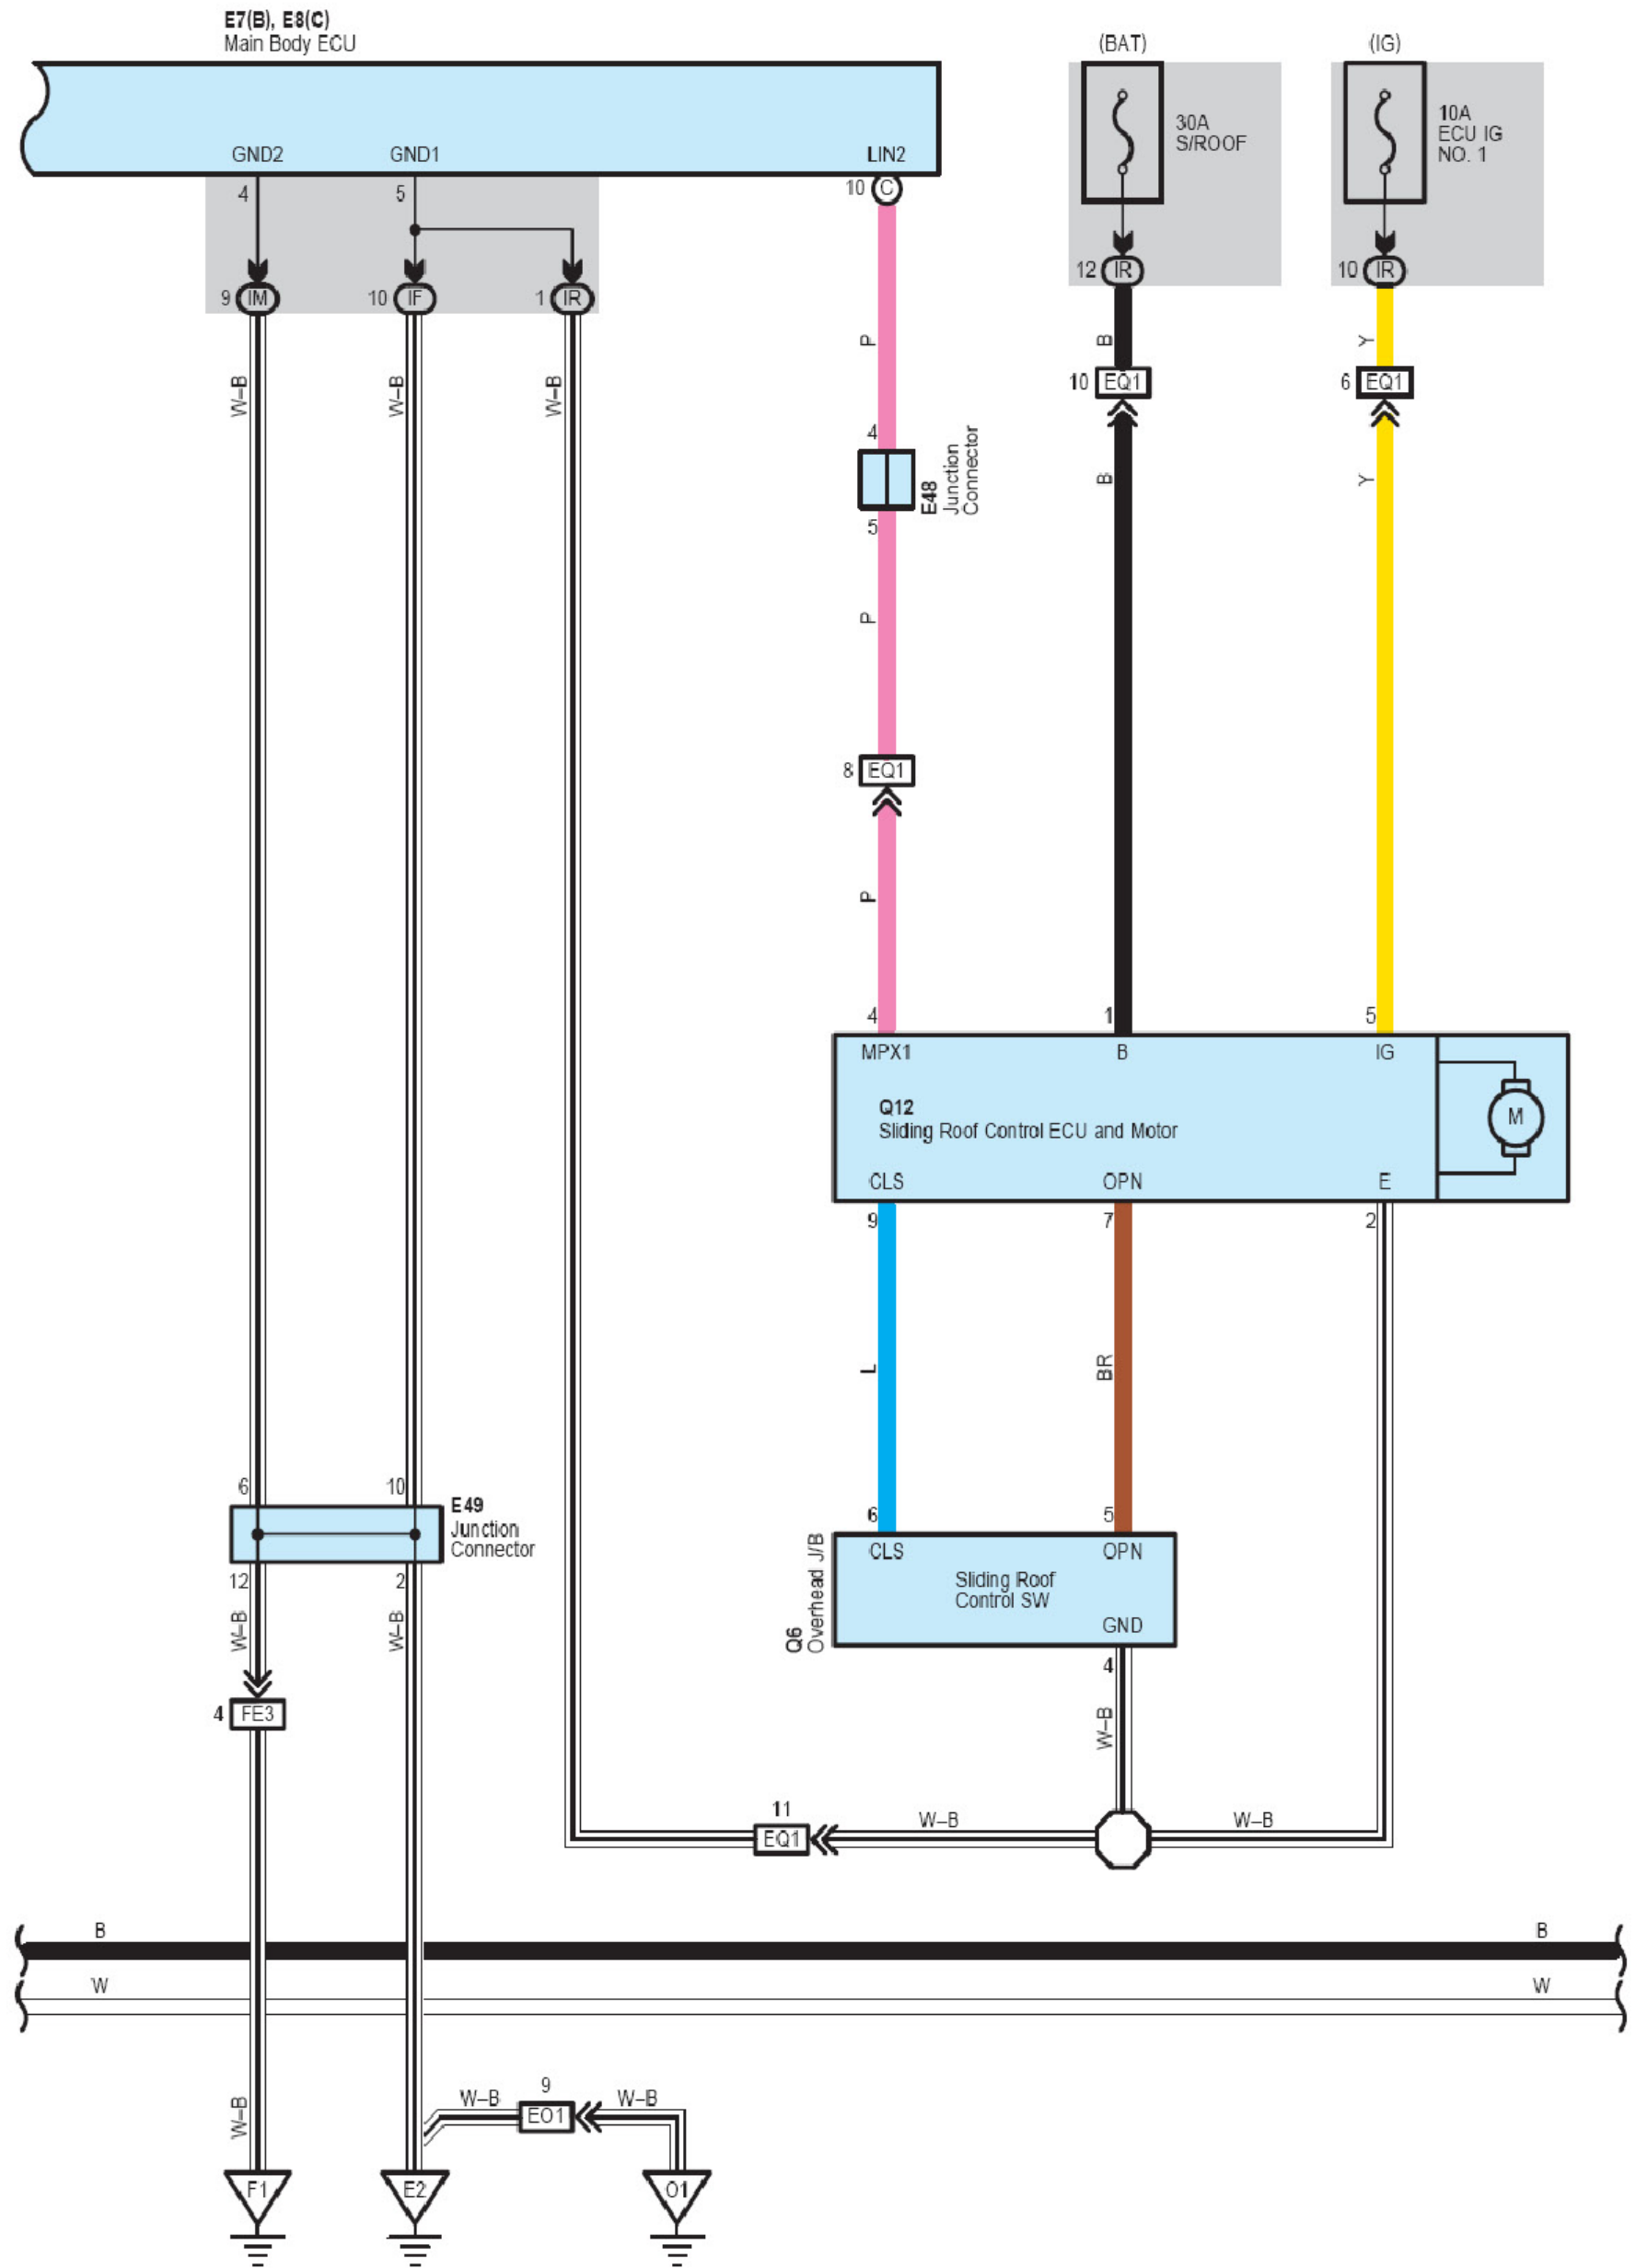 E7(B), E8(C)
Main Body ECU
(BAT)
(IG)
30A
S/ROOF
10A
ECU IG
NO. 1
GND2
GND1
LIN2
4
5
10
C
9
IM
10
IF
1
IR
12
IR
10
IR
W–B
W–B
W–B
P
B
Y
10
EQ1
6
EQ1
4
E48
Junction
Connector
5
B
Y
P
8
EQ1
P
4
1
5
MPX1
B
IG
Q12
Sliding Roof Control ECU and Motor
M
CLS
OPN
E
9
7
2
L
BR
6
10
E49
Junction
Connector
12
2
W–B
W–B
6
5
Q6
Overhead J/B
CLS
OPN
Sliding Roof
Control SW
GND
4
W–B
4
FE3
11
EQ1
W–B
W–B
B
B
W
W
W–B
W–B
9
EO1
W–B
F1
E2
O1